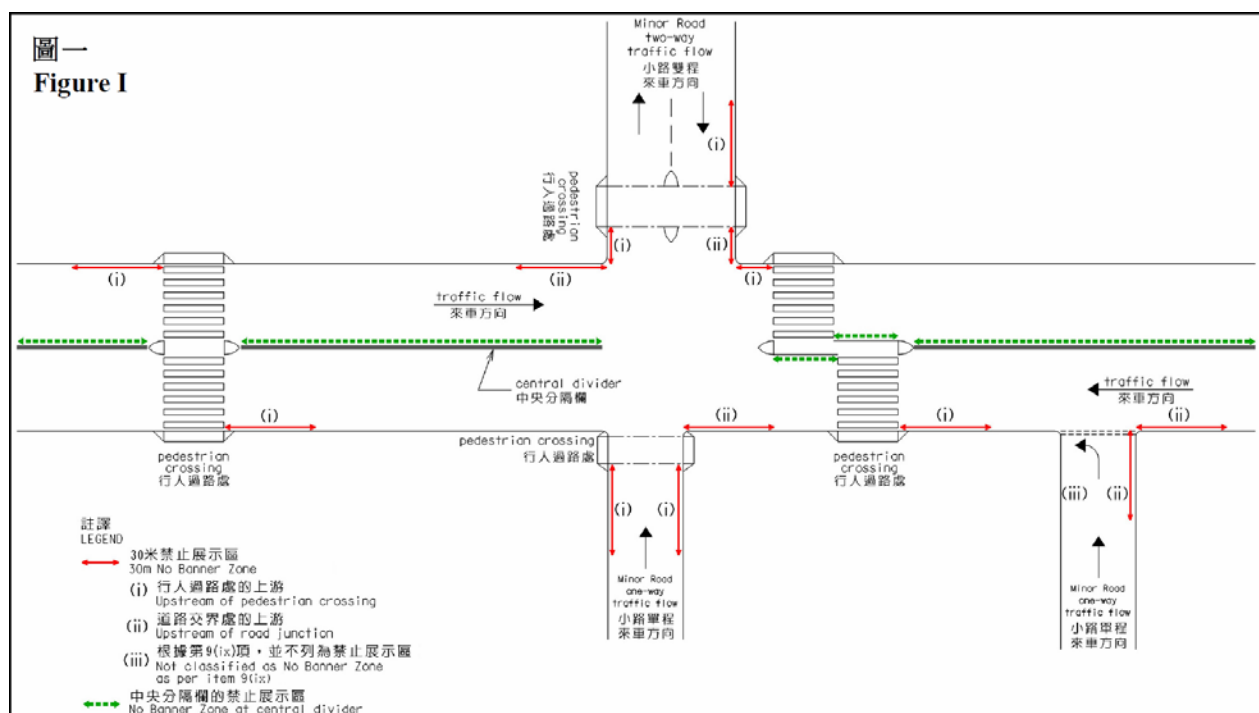 圖一
Figure I
Minor Road
two-way
traffic flow
小路雙程
來車方向
(i)
pedestrian
crossing
行人過路處
(i)
(ii)
(i)
(ii)
(i)
traffic flow
來車方向
central divider
中央分隔欄
traffic flow
來車方向
(i)
(ii)
(i)
(ii)
pedestrian crossing
行人過路處
pedestrian
crossing
行人過路處
pedestrian
crossing
行人過路處
(iii)
(ii)
(i)
(i)
Minor Road
one-way
traffic flow
小路單程
來車方向
Minor Road
one-way
traffic flow
小路單程
來車方向
註譯
LEGEND
30米禁止展示區
30m No Banner Zone
(i) 行人過路處的上游
Upstream of pedestrian crossing
(ii) 道路交界處的上游
Upstream of road junction
(iii) 根據第9(ix)項，並不列為禁止展示區
Not classified as No Banner Zone
as per item 9(ix)
中央分隔欄的禁止展示區
No Banner Zone at central divider